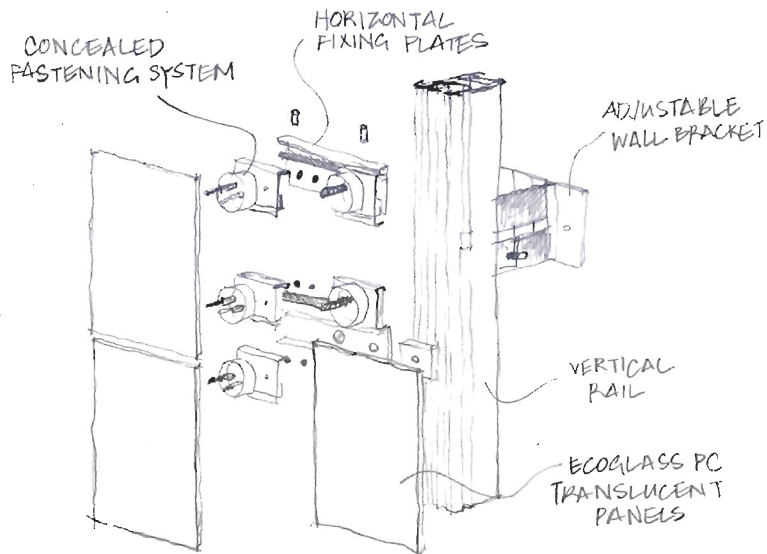 HORIZONTAL
FIXING PLATES
CONCEALED
FASTENING SYSTEM
ADJUSTABLE
WALL BRACKET
VERTICAL
RAIL
ECOGLASS PC
TRANSLUCENT
PANELS